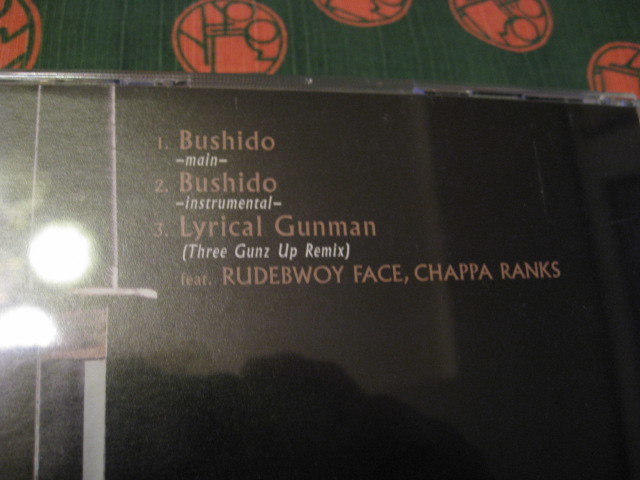 1. Bushido
–main–
2. Bushido
–instrumental–
3. Lyrical Gunman
(Three Gunz Up Remix)
feat. RUDEBWOY FACE, CHAPPA RANKS